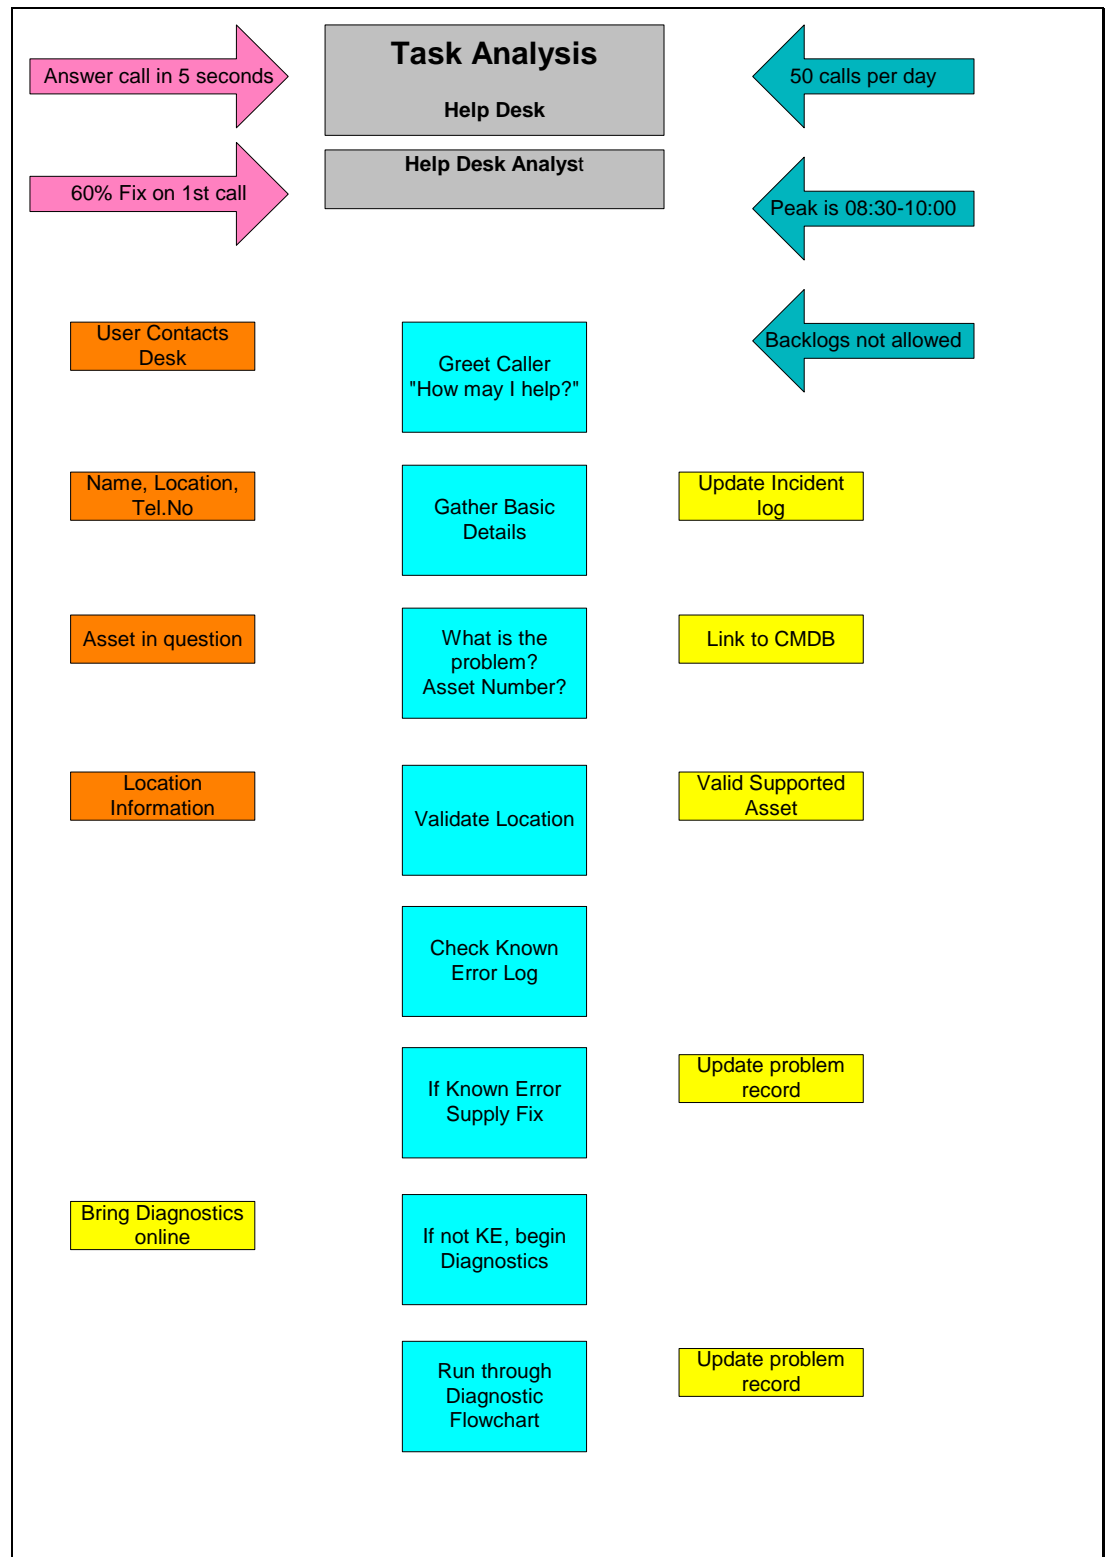 Answer call in 5 seconds
Task Analysis
Help Desk
50 calls per day
60% Fix on 1st call
Help Desk Analyst
Peak is 08:30-10:00
Backlogs not allowed
User Contacts
Desk
Greet Caller
"How may I help?"
Name, Location,
Tel.No
Gather Basic
Details
Update Incident
log
Asset in question
What is the
problem?
Asset Number?
Link to CMDB
Location
Information
Validate Location
Valid Supported
Asset
Check Known
Error Log
If Known Error
Supply Fix
Update problem
record
Bring Diagnostics
online
If not KE, begin
Diagnostics
Run through
Diagnostic
Flowchart
Update problem
record